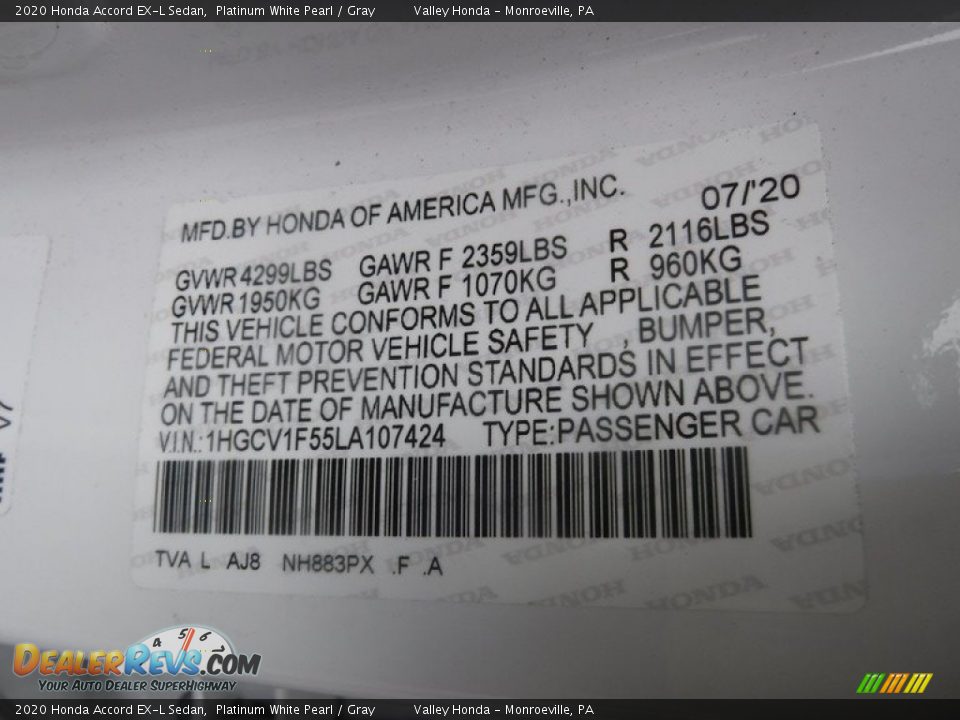 2020 Honda Accord EX-L Sedan, Platinum White Pearl / Gray Valley Honda - Monroeville, PA
MFD.BY HONDA OF AMERICA MFG.,INC. 07/'20
GVWR 4299LBS GAWR F 2359LBS R 2116LBS
GVWR 1950KG GAWR F 1070KG R 960KG
THIS VEHICLE CONFORMS TO ALL APPLICABLE
FEDERAL MOTOR VEHICLE SAFETY , BUMPER,
AND THEFT PREVENTION STANDARDS IN EFFECT
ON THE DATE OF MANUFACTURE SHOWN ABOVE.
V.I.N.:1HGCV1F55LA107424 TYPE:PASSENGER CAR
TVA L AJ8 NH883PX .F .A
4 5 6
DEALERREVS.COM
YOUR AUTO DEALER SUPERHIGHWAY
2020 Honda Accord EX-L Sedan, Platinum White Pearl / Gray Valley Honda - Monroeville, PA